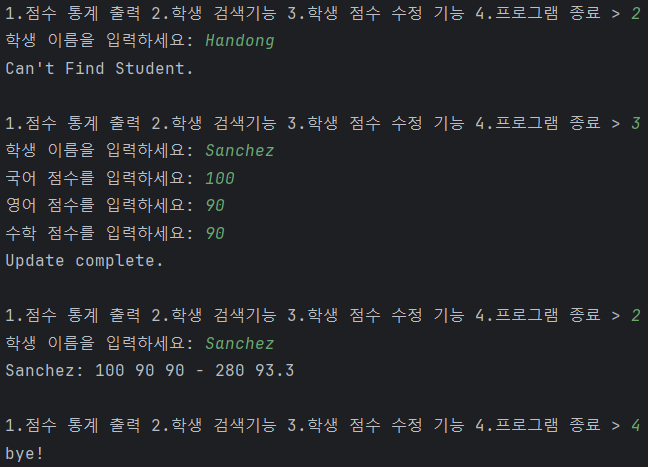 1.점수 통계 출력 2.학생 검색기능 3.학생 점수 수정 기능 4.프로그램 종료 > 2
학생 이름을 입력하세요: Handong
Can't Find Student.
1.점수 통계 출력 2.학생 검색기능 3.학생 점수 수정 기능 4.프로그램 종료 > 3
학생 이름을 입력하세요: Sanchez
국어 점수를 입력하세요: 100
영어 점수를 입력하세요: 90
수학 점수를 입력하세요: 90
Update complete.
1.점수 통계 출력 2.학생 검색기능 3.학생 점수 수정 기능 4.프로그램 종료 > 2
학생 이름을 입력하세요: Sanchez
Sanchez: 100 90 90 - 280 93.3
1.점수 통계 출력 2.학생 검색기능 3.학생 점수 수정 기능 4.프로그램 종료 > 4
bye!